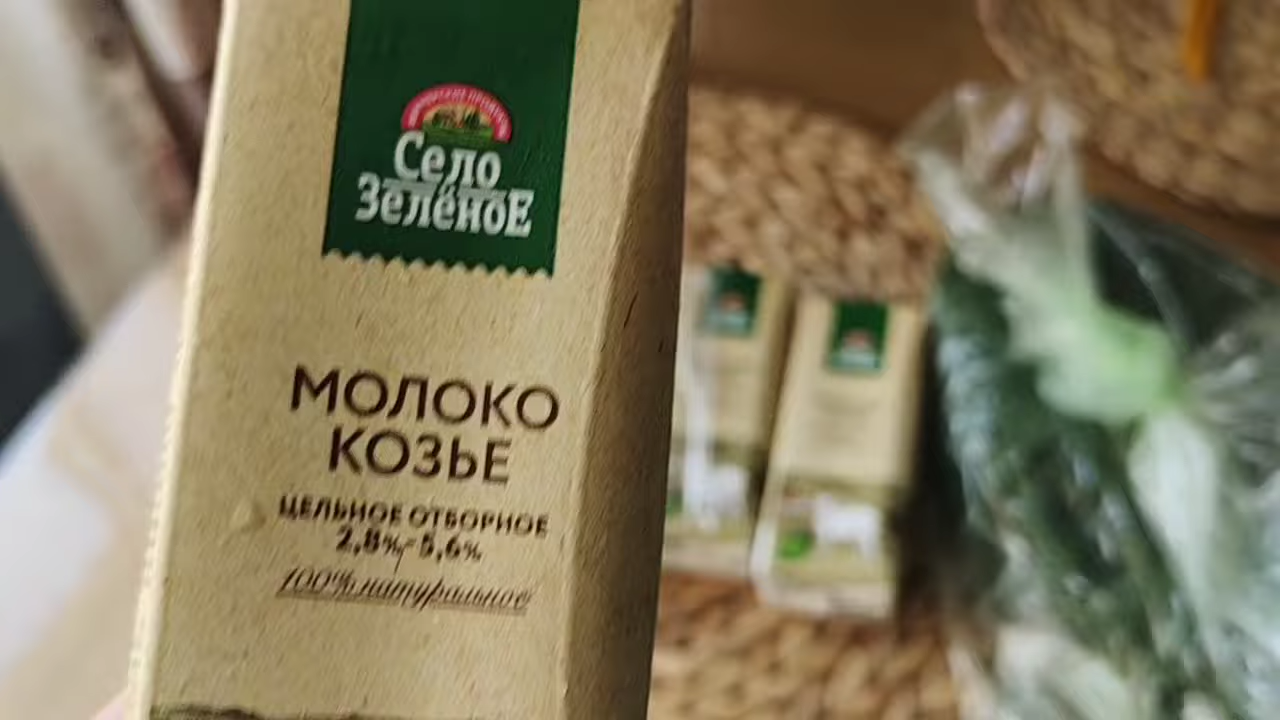 Село
Зелёное
МОЛОКО
КОЗЬЕ
ЦЕЛЬНОЕ ОТБОРНОЕ
2,8%-5,6%
100% натуральное